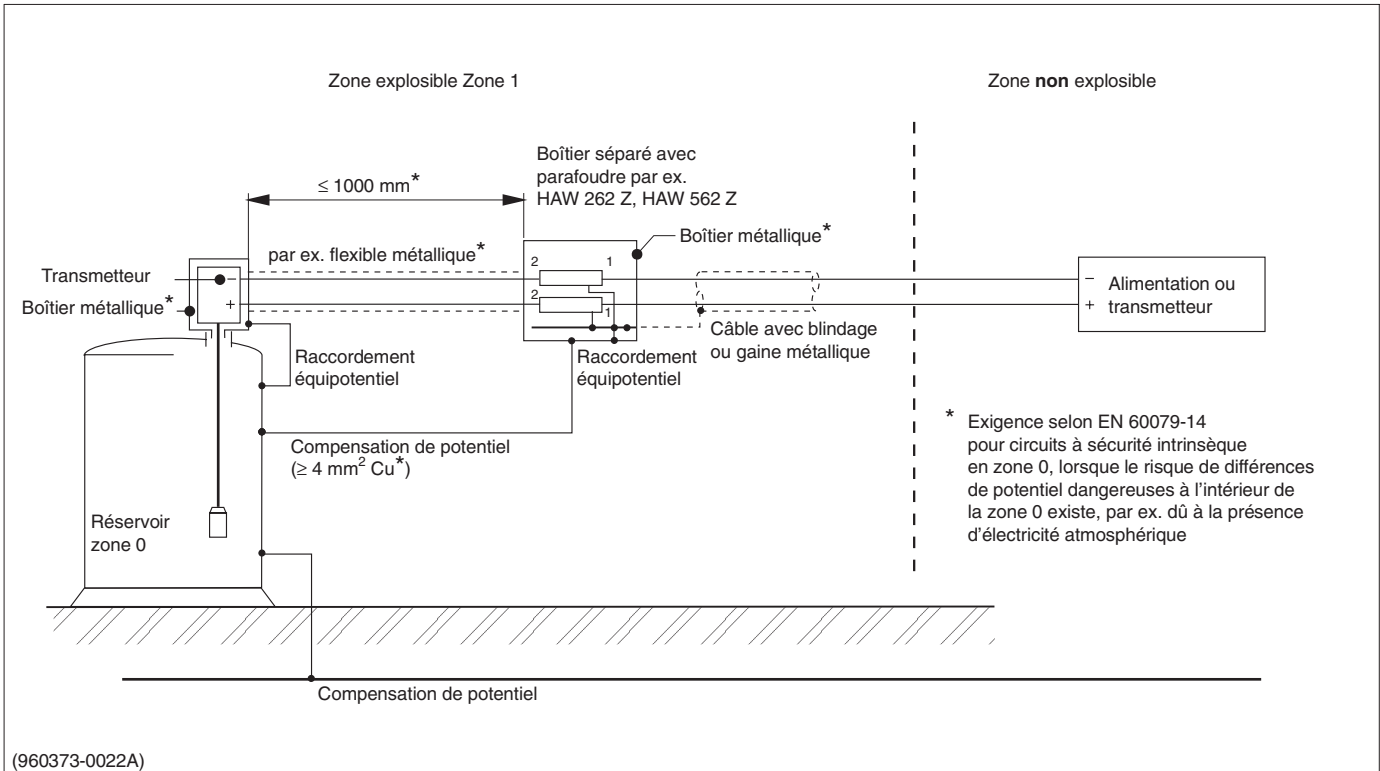 Zone explosible Zone 1
Zone non explosible
Boîtier séparé avec
parafoudre par ex.
HAW 262 Z, HAW 562 Z
≤ 1000 mm*
Boîtier métallique*
par ex. flexible métallique*
2
1
Transmetteur
–
–
Alimentation ou
transmetteur
Boîtier métallique*
+
2
1
+
Câble avec blindage
ou gaine métallique
Raccordement
équipotentiel
Raccordement
équipotentiel
* Exigence selon EN 60079-14
pour circuits à sécurité intrinsèque
en zone 0, lorsque le risque de différences
de potentiel dangereuses à l'intérieur de
la zone 0 existe, par ex. dû à la présence
d'électricité atmosphérique
Compensation de potentiel
(≥ 4 mm² Cu*)
Réservoir
zone 0
Compensation de potentiel
(960373-0022A)